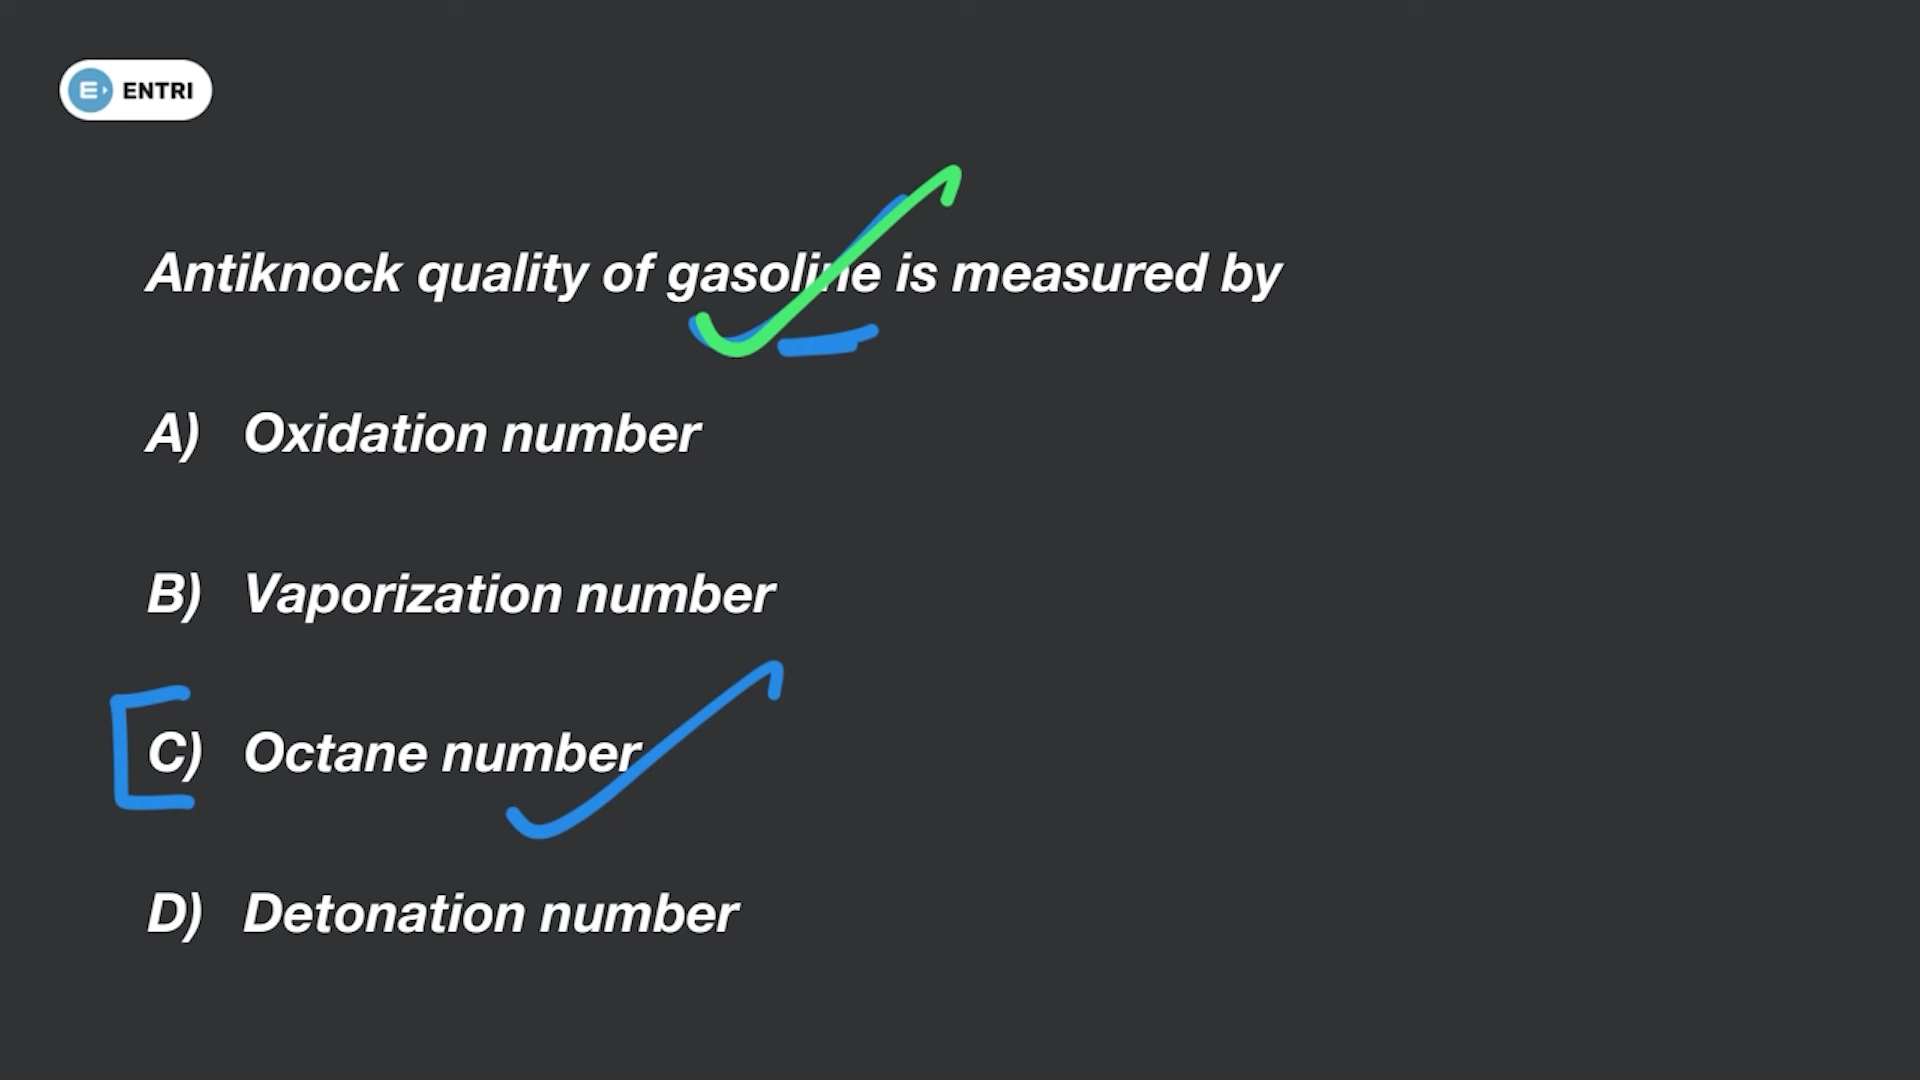 ENTRI
Antiknock quality of gasoline is measured by
A) Oxidation number
B) Vaporization number
C) Octane number
D) Detonation number